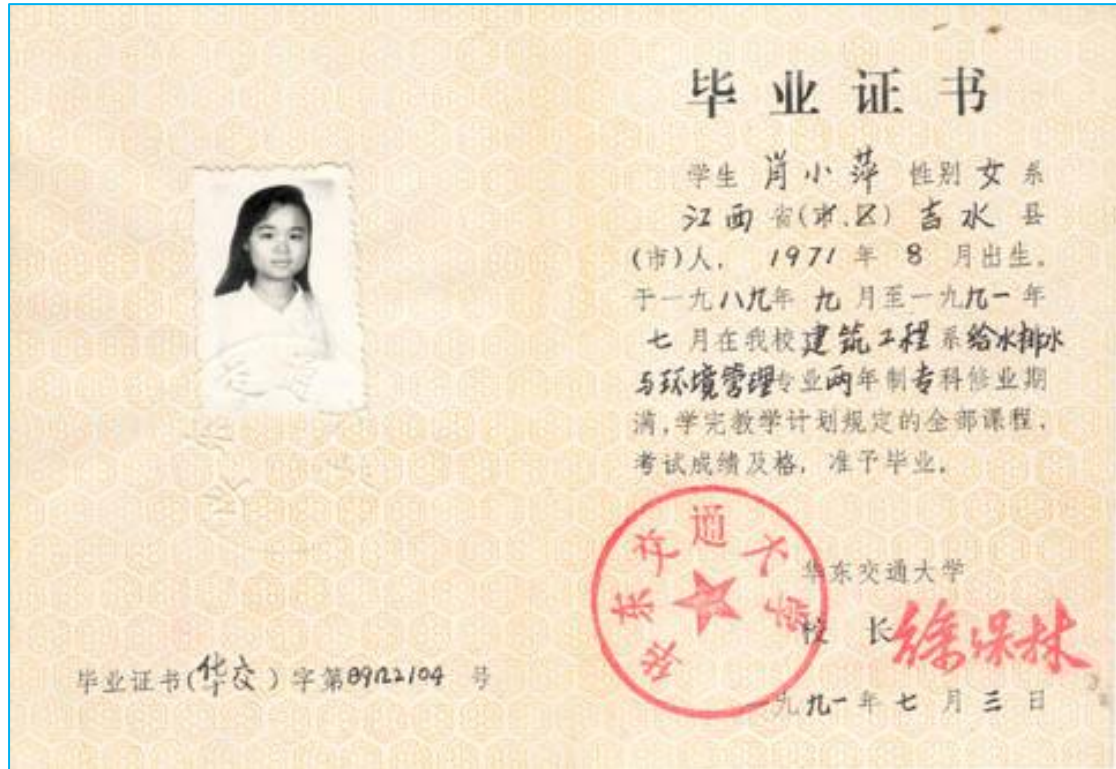 毕业证书
学生 肖小萍 性别 女 系
江西 省(市.区) 吉水 县
(市)人, 1971 年 8 月出生。
于一九八九年 九 月至一九九一年
七 月在我校 建筑工程 系 给水排水
与环境管理专业两年制专科修业期
满,学完教学计划规定的全部课程,
考试成绩及格, 准予毕业。
华东交通大学
华东交通大学
校 长 徐保林
毕业证书(华交)字第 号
一九九一年 七 月 三 日